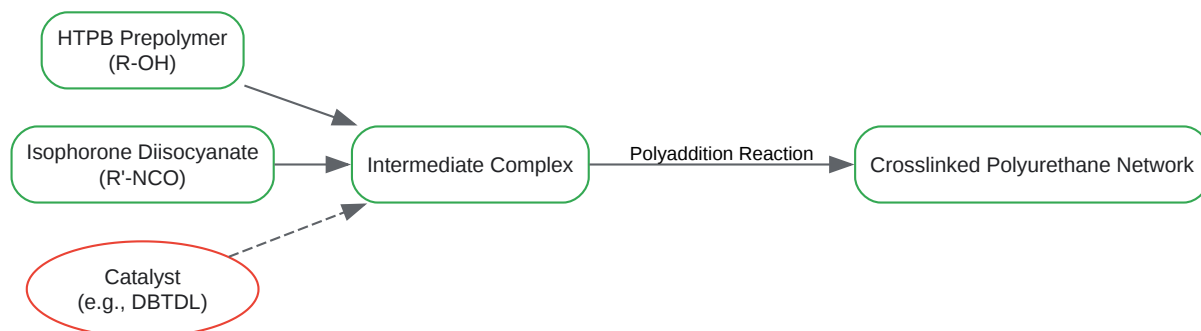 HTPB Prepolymer
(R-OH)
Isophorone Diisocyanate
(R'-NCO)
Catalyst
(e.g., DBTDL)
Intermediate Complex
Polyaddition Reaction
Crosslinked Polyurethane Network